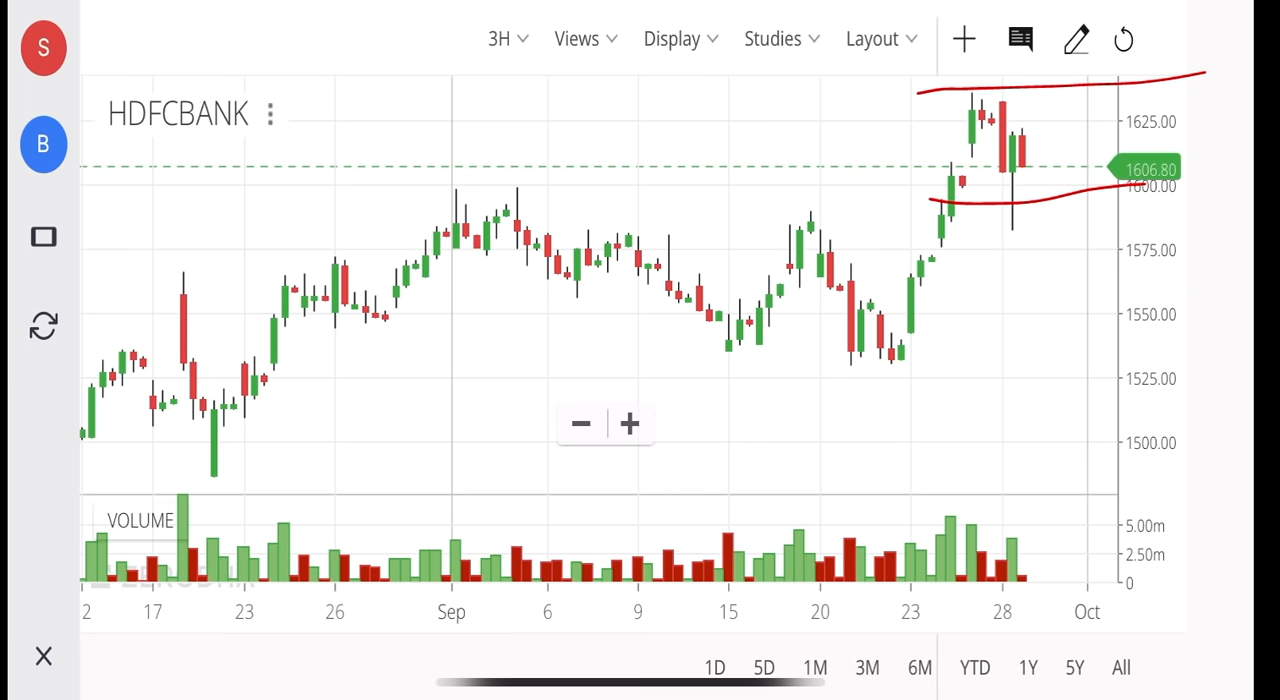 S
B
3H Views Display Studies Layout
HDFCBANK
1625.00
1606.80
1600.00
1575.00
1550.00
1525.00
1500.00
VOLUME
5.00m
2.50m
0
2 17 23 26 Sep 6 9 15 20 23 28 Oct
1D 5D 1M 3M 6M YTD 1Y 5Y All